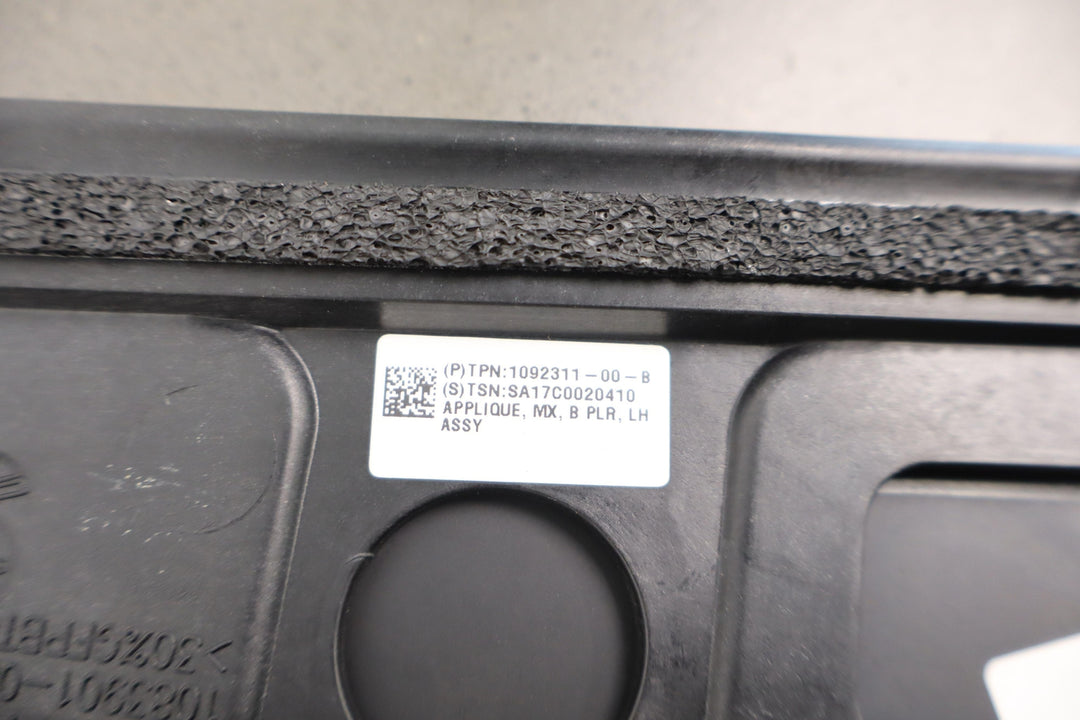 (P)TPN:1092311-00-B
(S)TSN:SA17C0020410
APPLIQUE, MX, B PLR, LH
ASSY